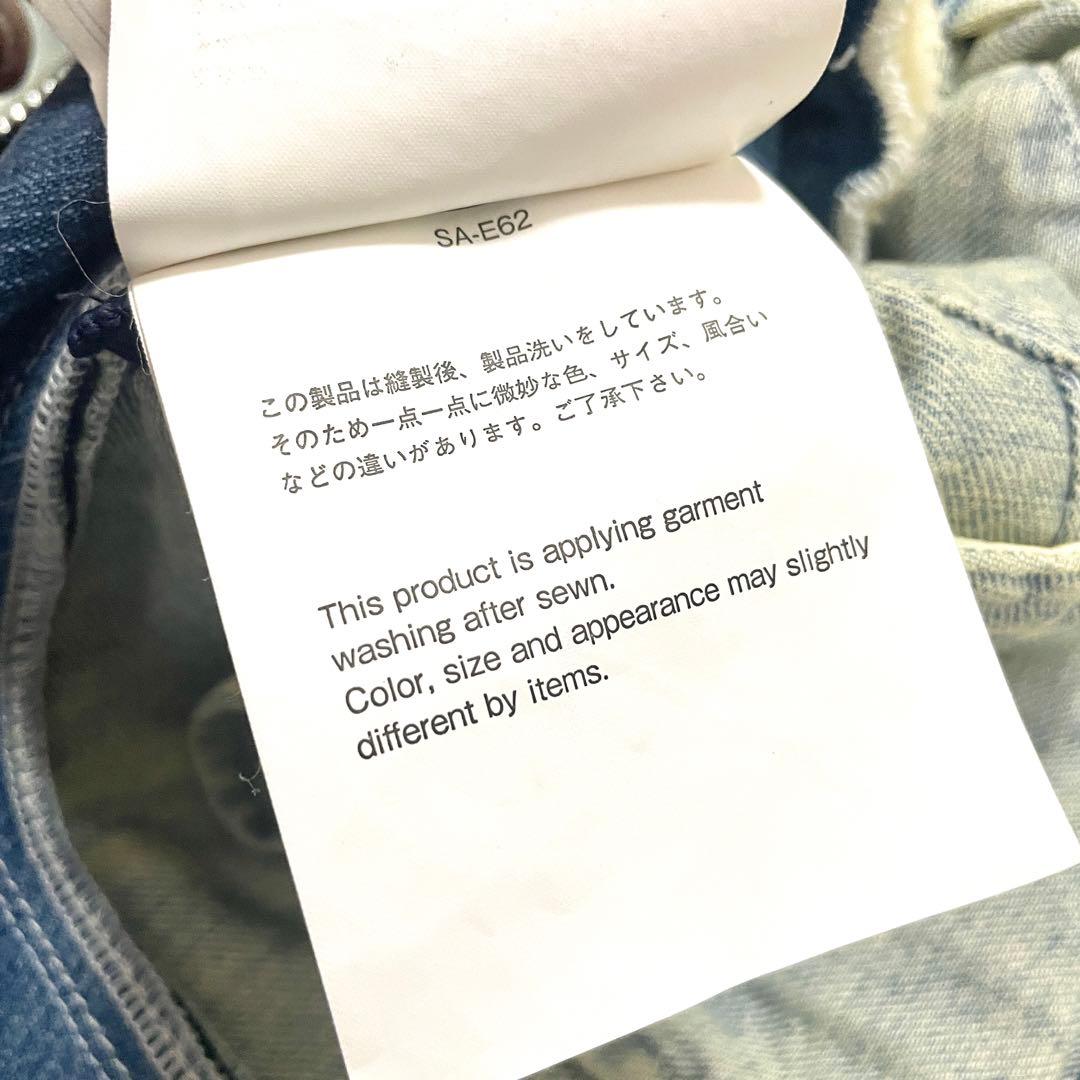 SA-E62
この製品は縫製後、製品洗いをしています。
そのため一点一点に微妙な色、サイズ、風合い
などの違いがあります。ご了承下さい。
This product is applying garment
washing after sewn.
Color, size and appearance may slightly
different by items.